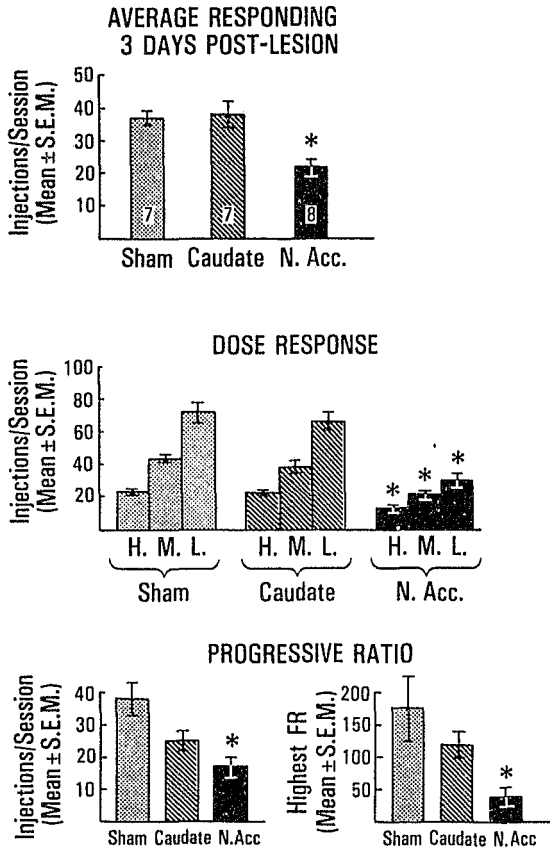 AVERAGE RESPONDING
3 DAYS POST-LESION
Injections/Session
(Mean ± S.E.M.)
50
40
30
20
10
*
7
7
8
Sham Caudate N. Acc.
DOSE RESPONSE
Injections/Session
(Mean ± S.E.M.)
100
80
60
40
20
* * *
H. M. L. H. M. L. H. M. L.
Sham Caudate N. Acc.
PROGRESSIVE RATIO
Injections/Session
(Mean ± S.E.M.)
40
30
20
10
*
Sham Caudate N.Acc
Highest FR
(Mean ± S.E.M.)
200
150
100
50
*
Sham Caudate N.Acc